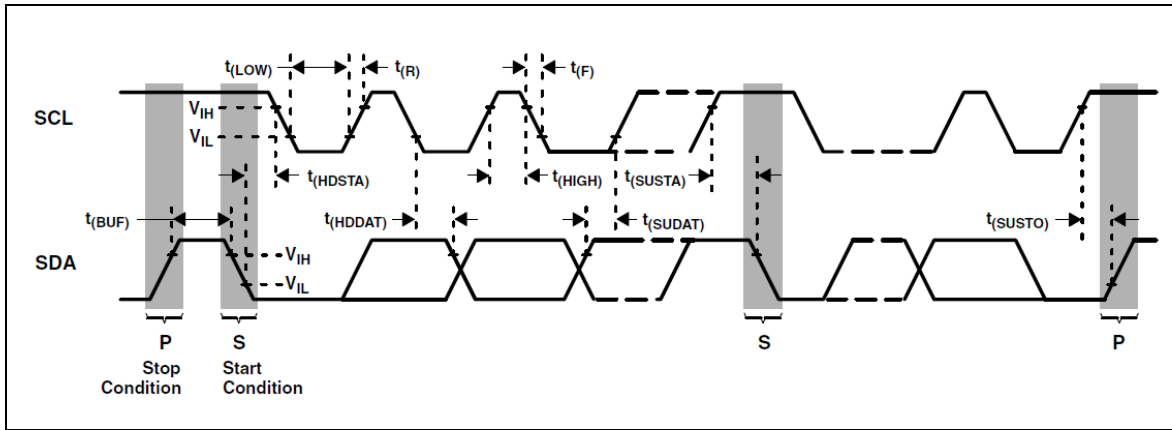 t(LOW)
t(R)
t(F)
SCL
VIH
VIL
t(HDSTA)
t(HIGH)
t(SUSTA)
t(BUF)
t(HDDAT)
t(SUDAT)
t(SUSTO)
SDA
VIH
VIL
P
S
S
P
Stop
Condition
Start
Condition